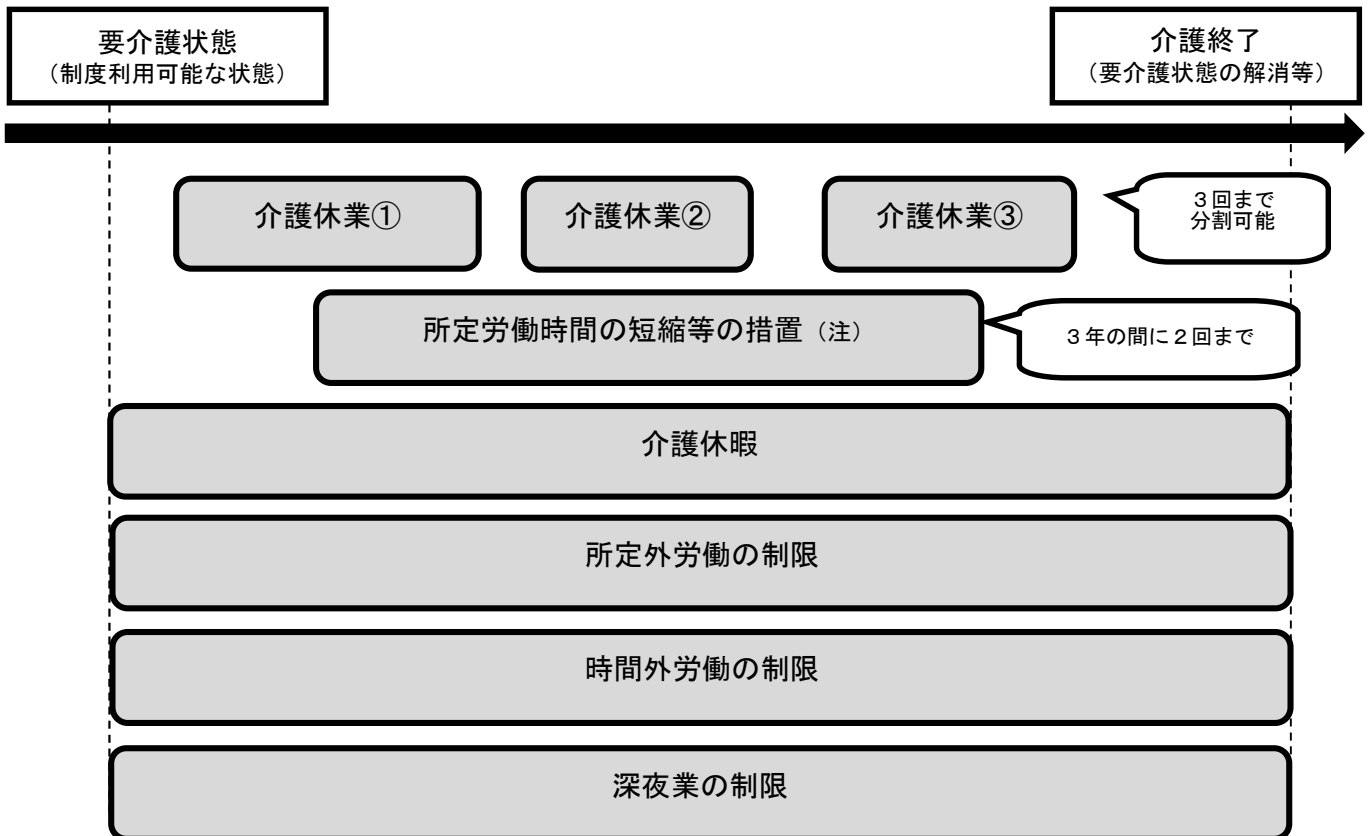 要介護状態
（制度利用可能な状態）
介護終了
（要介護状態の解消等）
介護休業①
介護休業②
介護休業③
３回まで
分割可能
所定労働時間の短縮等の措置（注）
３年の間に２回まで
介護休暇
所定外労働の制限
時間外労働の制限
深夜業の制限